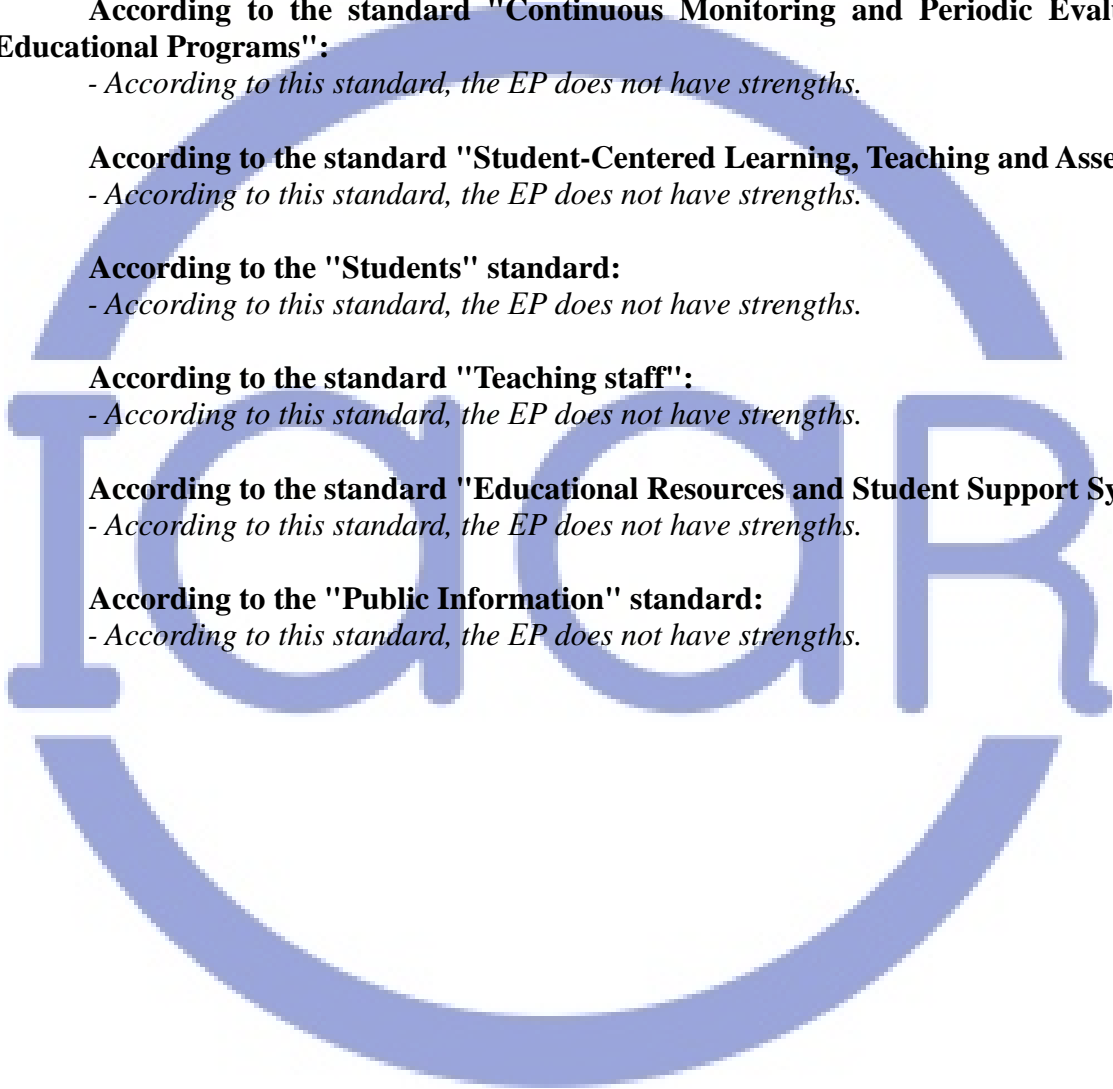 According to the standard "Continuous Monitoring and Periodic
Educational Programs":
- According to this standard, the EP does not have strengths.
According to the standard "Student-Centered Learning, Teaching and
- According to this standard, the EP does not have strengths.
According to the "Students" standard:
- According to this standard, the EP does not have strengths.
According to the standard "Teaching staff":
- According to this standard, the EP does not have strengths.
According to the standard "Educational Resources and Student Support
- According to this standard, the EP does not have strengths.
According to the "Public Information" standard:
- According to this standard, the EP does not have strengths.
IaaR